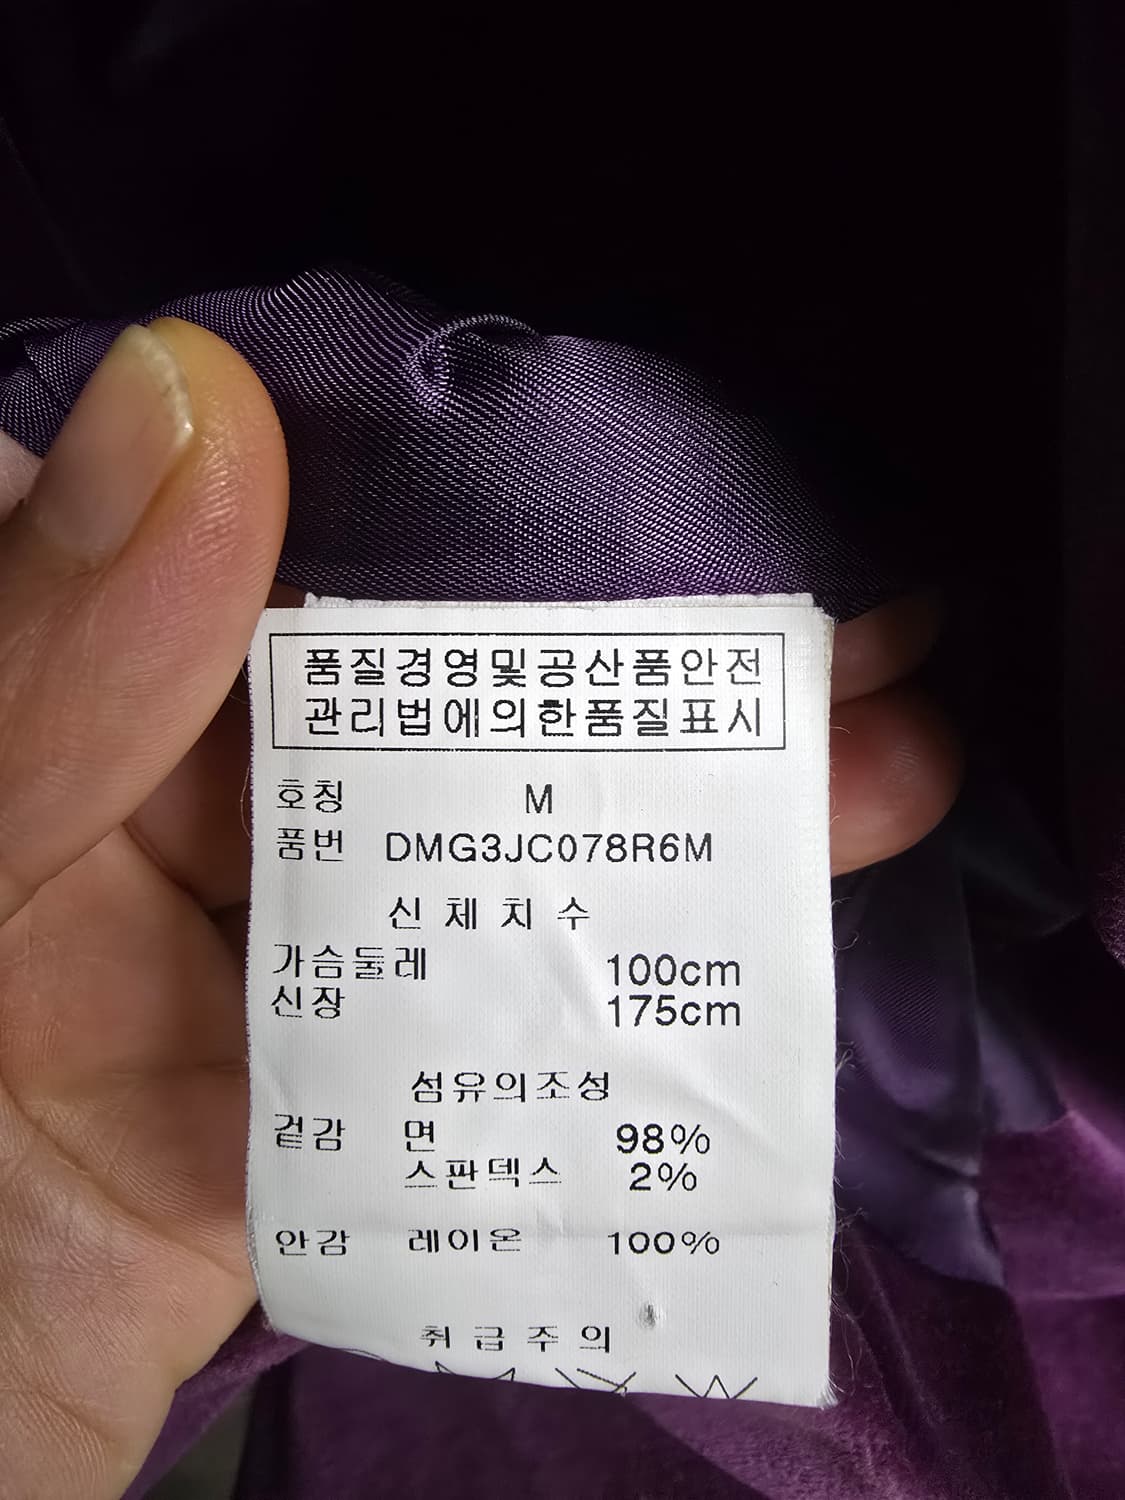 품질경영및공산품안전
관리법에의한품질표시
호칭 M
품번 DMG3JC078R6M
신체치수
가슴둘레 100cm
신장 175cm
섬유의조성
겉감 면 98%
스판덱스 2%
안감 레이온 100%
취급주의